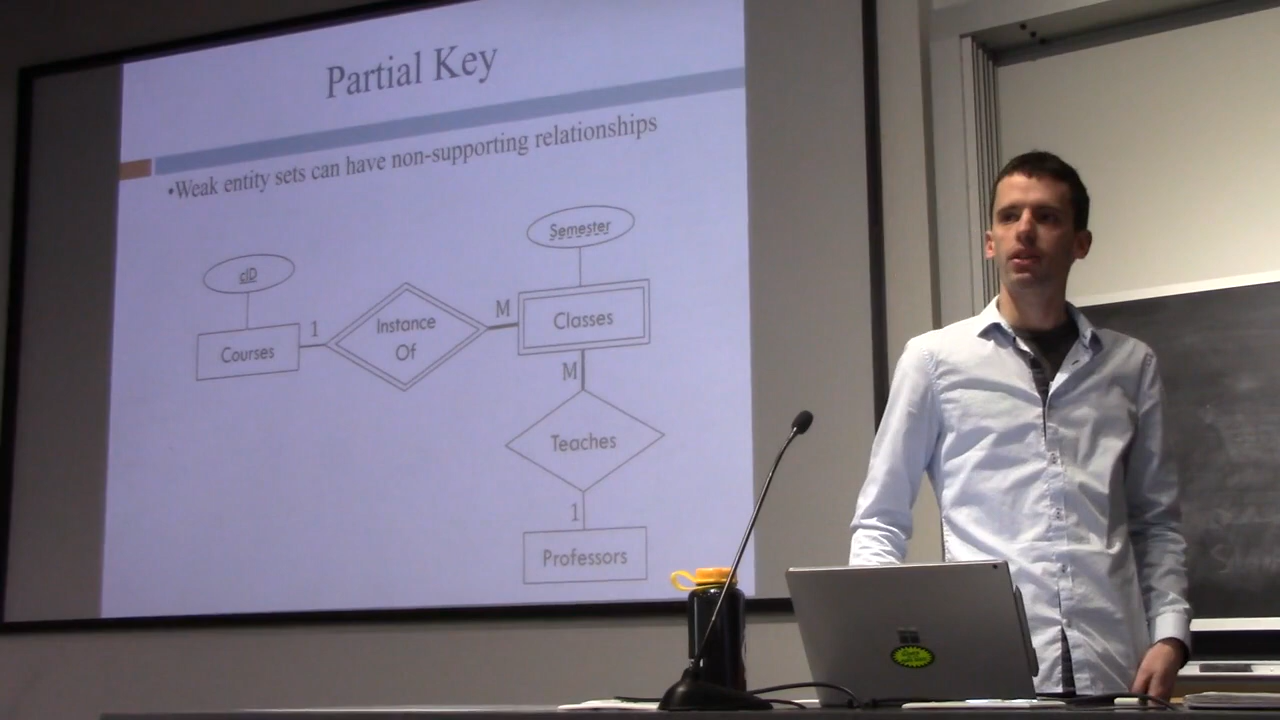 Partial Key
•Weak entity sets can have non-supporting relationships
Semester
cID
M
Classes
1
Instance
Of
Courses
M
Teaches
1
Professors